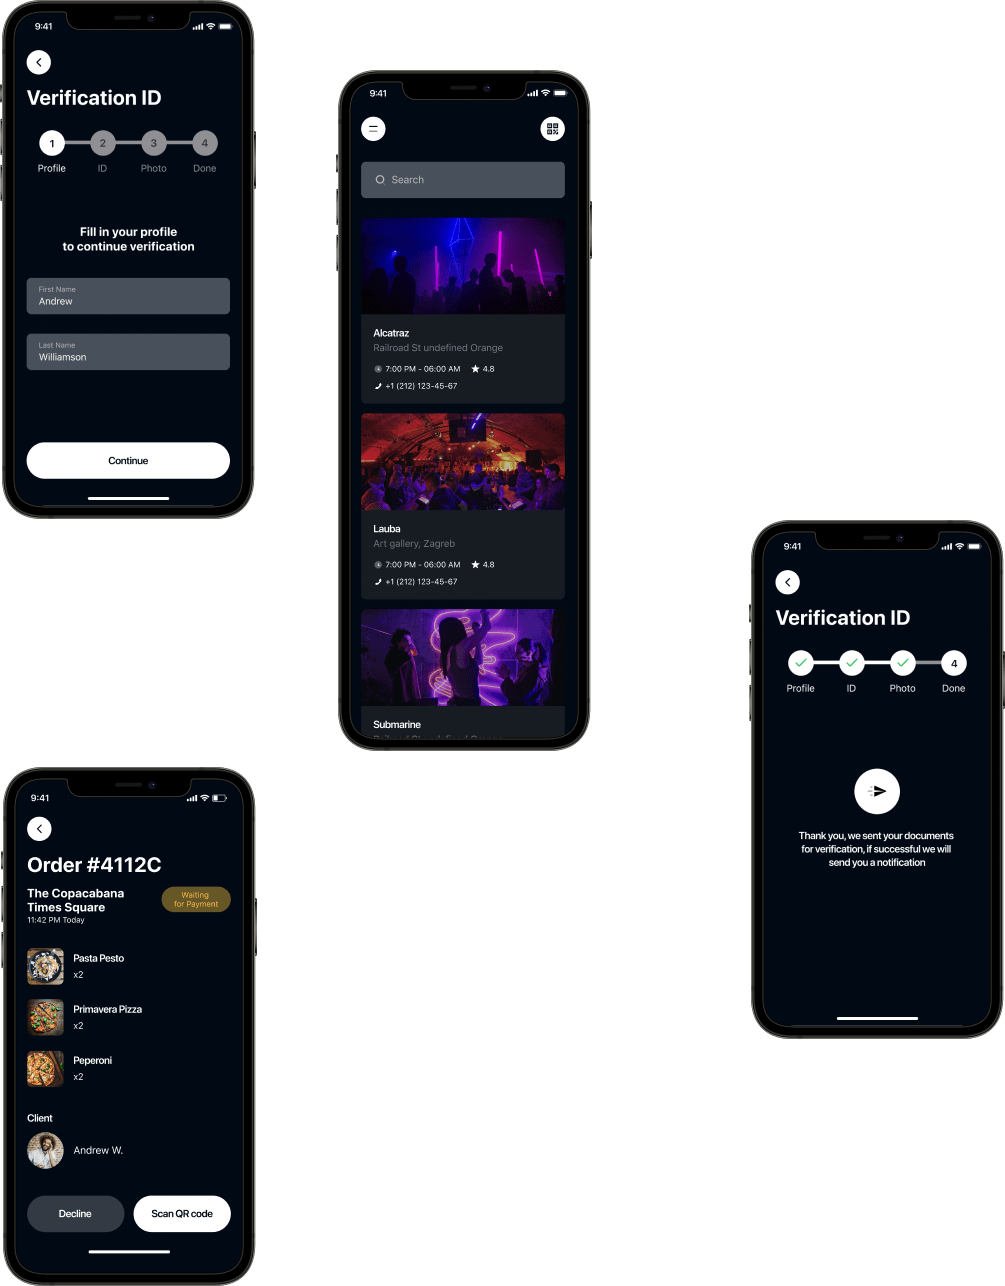 9:41
Verification ID
1 2 3 4
Profile ID Photo Done
Fill in your profile
to continue verification
First Name
Andrew
Last Name
Williamson
Continue
9:41
Search
Alcatraz
Railroad St undefined Orange
7:00 PM - 06:00 AM 4.8
+1 (212) 123-45-67
Lauba
Art gallery, Zagreb
7:00 PM - 06:00 AM 4.8
+1 (212) 123-45-67
Submarine
9:41
Verification ID
4
Profile ID Photo Done
Thank you, we sent your documents
for verification, if successful we will
send you a notification
9:41
Order #4112C
The Copacabana
Times Square
11:42 PM Today
Waiting
for Payment
Pasta Pesto
x2
Primavera Pizza
x2
Peperoni
x2
Client
Andrew W.
Decline
Scan QR code